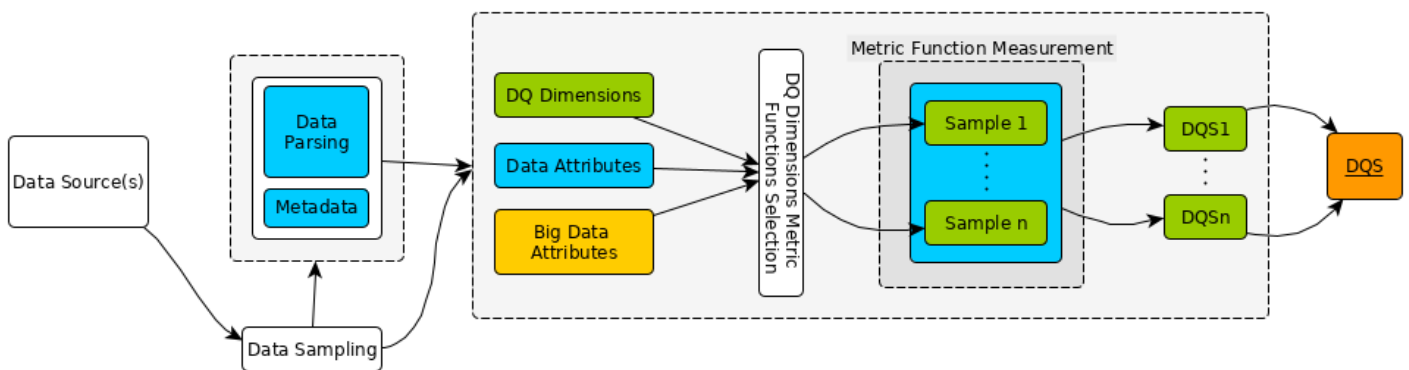 Data Source(s)
Data
Parsing
Metadata
Data Sampling
DQ Dimensions
Data Attributes
Big Data
Attributes
DQ Dimensions Metric
Functions Selection
Metric Function Measurement
Sample 1
Sample n
DQS1
DQSn
DQS